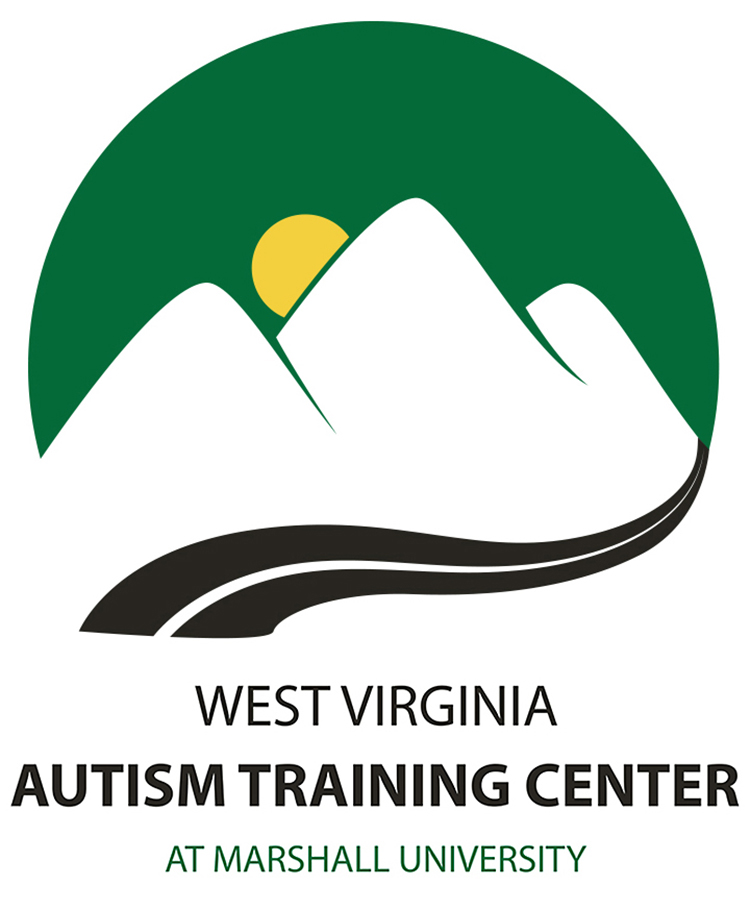 WEST VIRGINIA
AUTISM TRAINING CENTER
AT MARSHALL UNIVERSITY